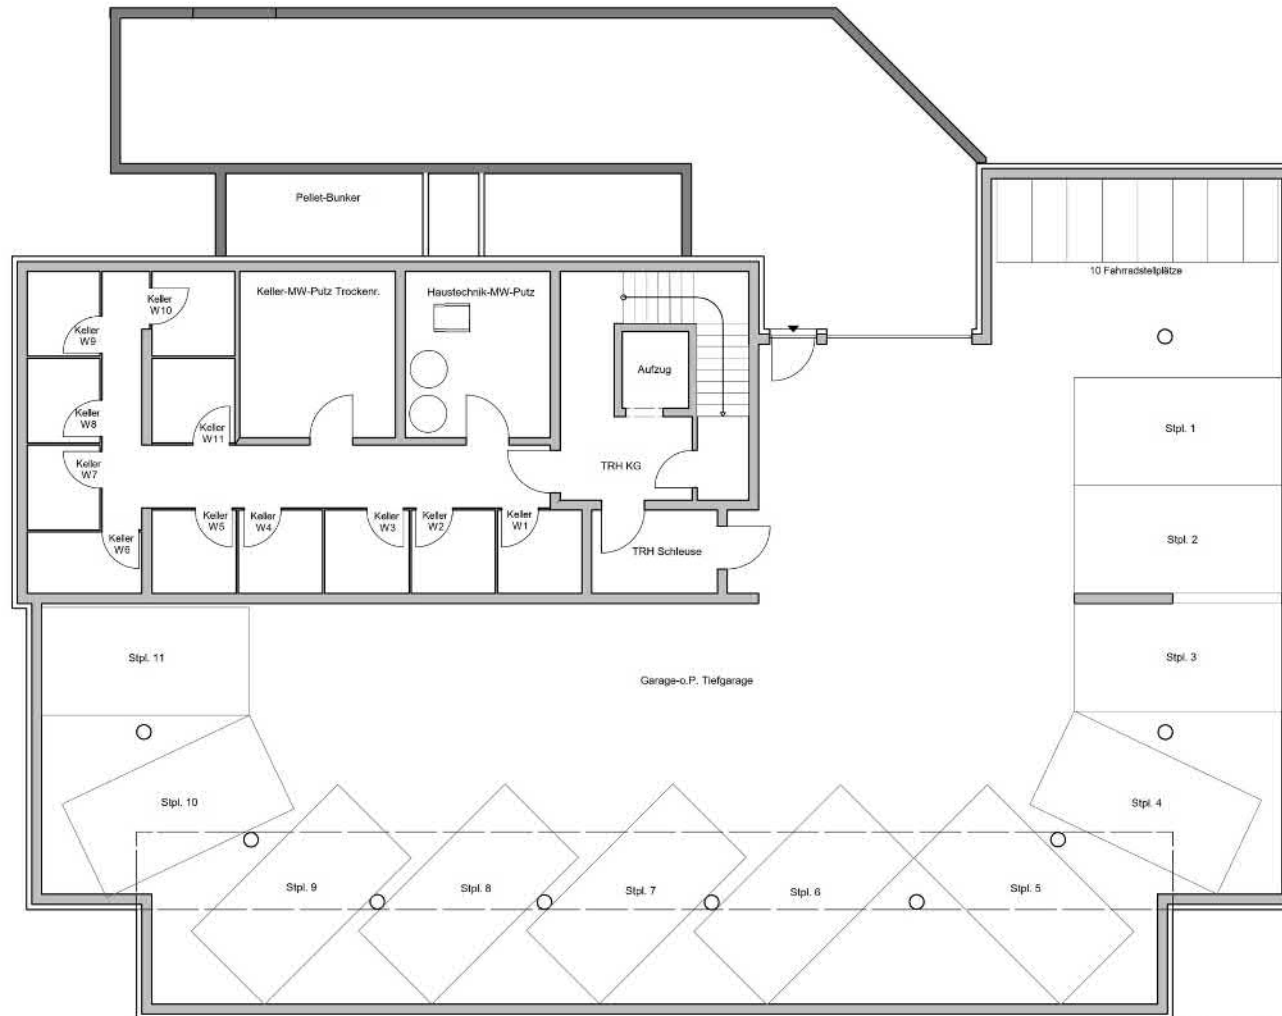 Pellet-Bunker
10 Fahrradstellplätze
Keller
W10
Keller-MW-Putz Trockenr.
Haustechnik-MW-Putz
Keller
W9
Aufzug
Keller
W8
Keller
W11
Stpl. 1
Keller
W7
TRH KG
Keller
W6
Keller
W5
Keller
W4
Keller
W3
Keller
W2
Keller
W1
TRH Schleuse
Stpl. 2
Stpl. 11
Garage-o.P. Tiefgarage
Stpl. 3
Stpl. 10
Stpl. 4
Stpl. 9
Stpl. 8
Stpl. 7
Stpl. 6
Stpl. 5